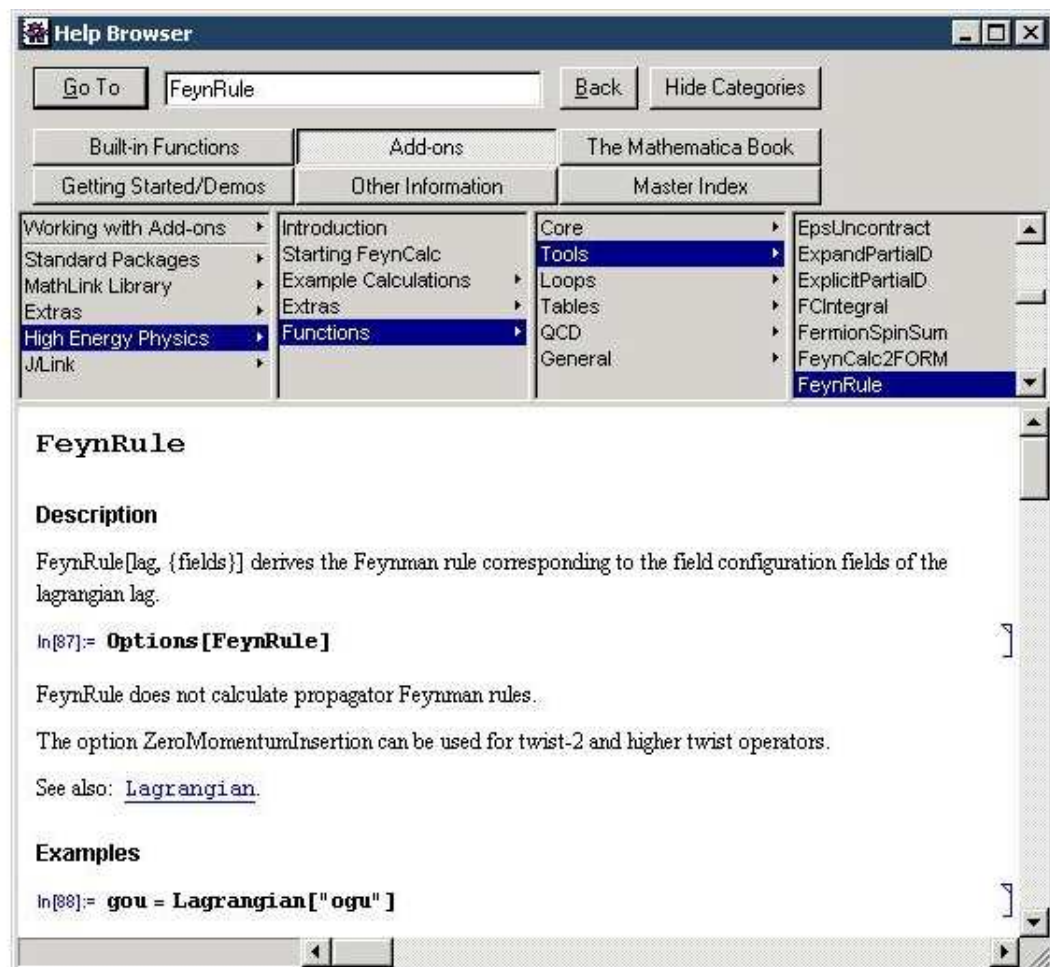 Help Browser
Go To FeynRule Back Hide Categories
Built-in Functions Add-ons The Mathematica Book
Getting Started/Demos Other Information Master Index
Working with Add-ons
Standard Packages
MathLink Library
Extras
High Energy Physics
J/Link
Introduction
Starting FeynCalc
Example Calculations
Extras
Functions
Core
Tools
Loops
Tables
QCD
General
EpsUncontract
ExpandPartialD
ExplicitPartialD
FCIntegral
FermionSpinSum
FeynCalc2FORM
FeynRule
FeynRule
Description
FeynRule[lag, {fields}] derives the Feynman rule corresponding to the field configuration fields of the
lagrangian lag.
In[87]:= Options[FeynRule]
FeynRule does not calculate propagator Feynman rules.
The option ZeroMomentumInsertion can be used for twist-2 and higher twist operators.
See also: Lagrangian.
Examples
In[88]:= gou = Lagrangian["ogu"]